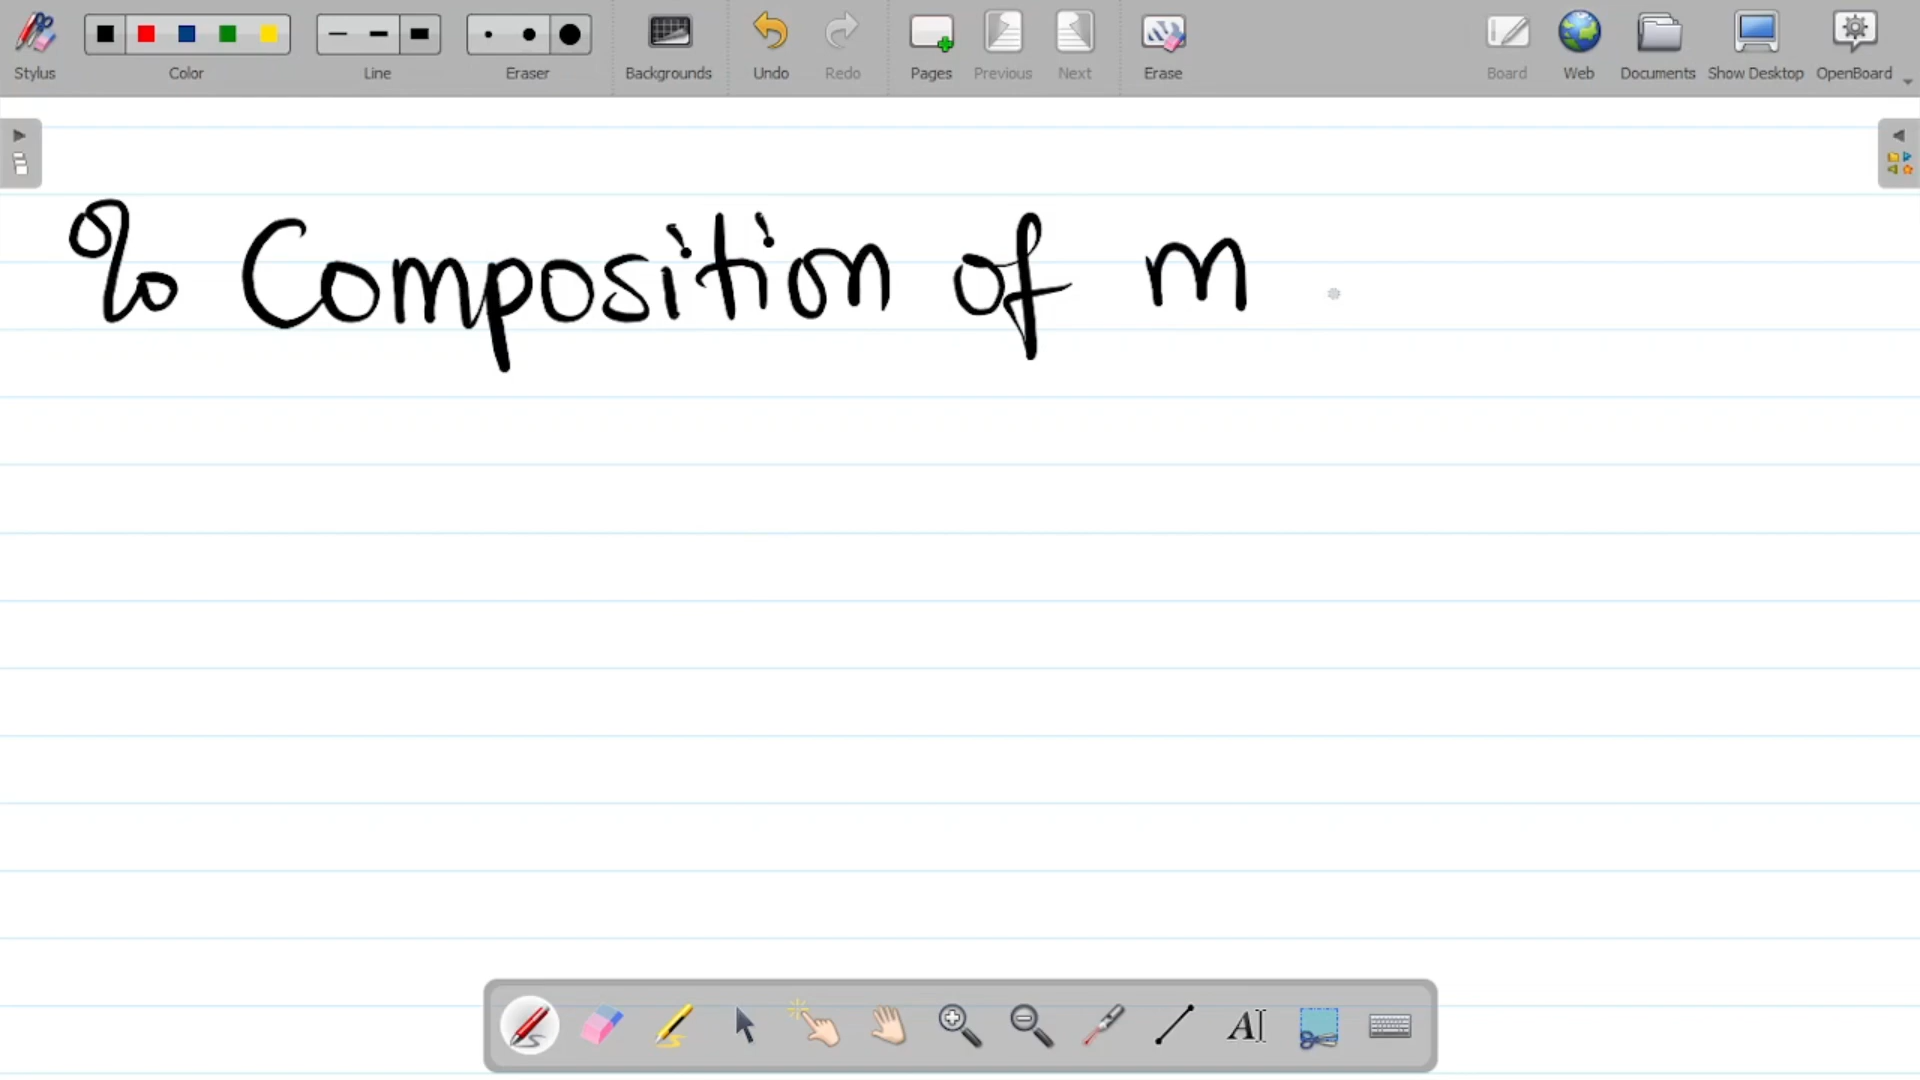 Stylus Color Line Eraser Backgrounds Undo Redo Pages Previous Next Erase Board Web Documents Show Desktop OpenBoard
% Composition of m